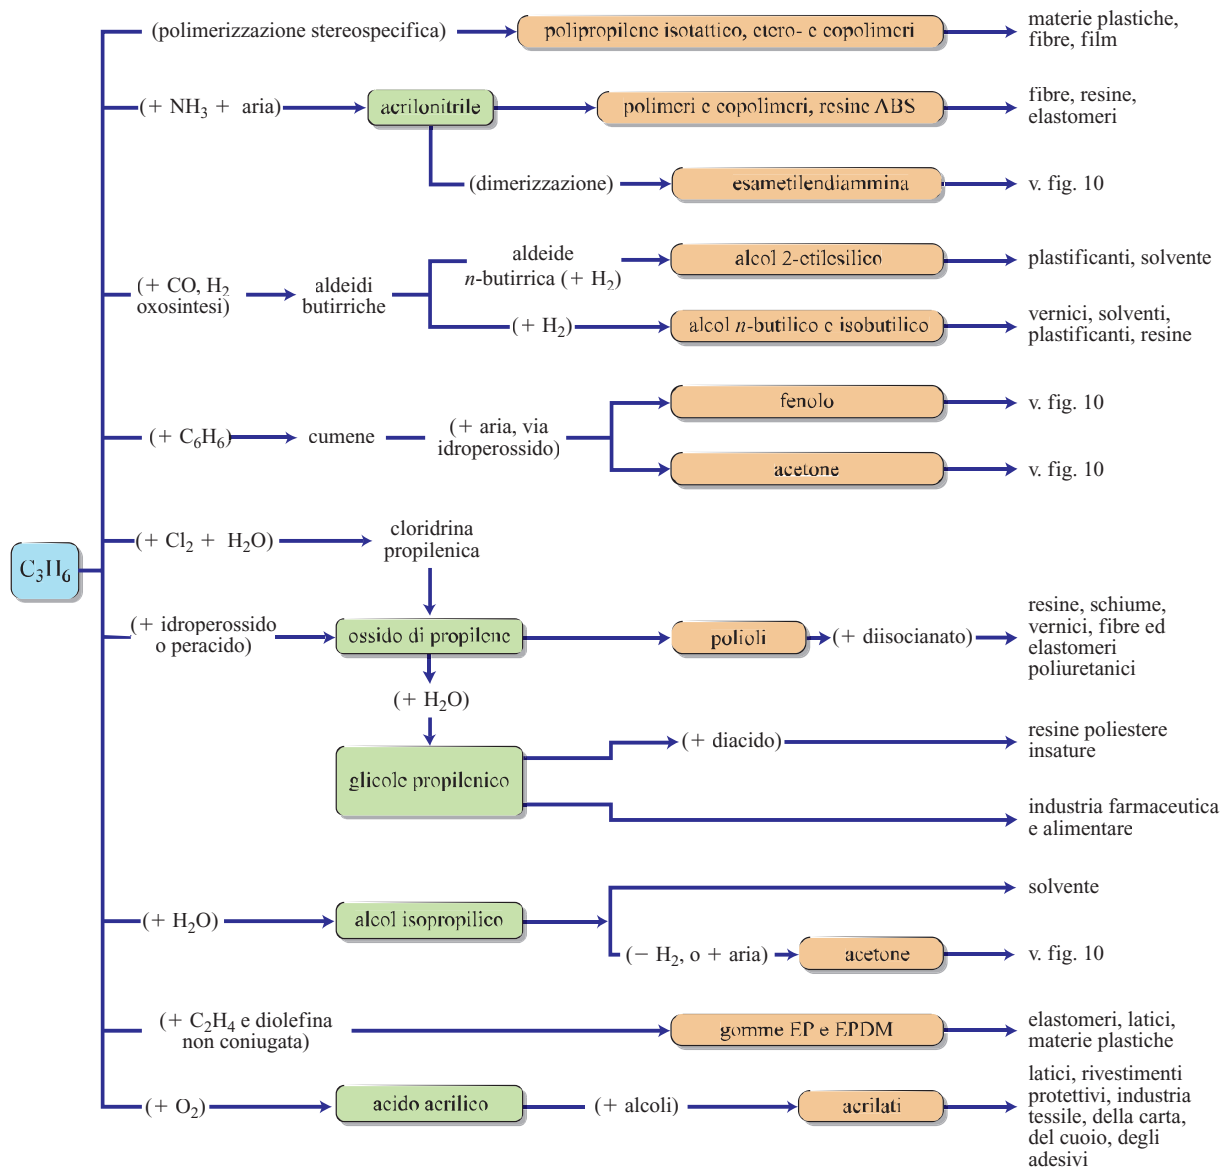 (polimerizzazione stereospecifica)
polipropilene isotattico, etero- e copolimeri
materie plastiche,
fibre, film
(+ NH3 + aria)
acrilonitrile
polimeri e copolimeri, resine ABS
fibre, resine,
elastomeri
(dimerizzazione)
esametilendiammina
v. fig. 10
(+ CO, H2
oxosintesi)
aldeidi
butirriche
aldeide
n-butirrica (+ H2)
alcol 2-etilesilico
plastificanti, solvente
(+ H2)
alcol n-butilico e isobutilico
vernici, solventi,
plastificanti, resine
(+ C6H6)
cumene
(+ aria, via
idroperossido)
fenolo
v. fig. 10
acetone
v. fig. 10
C3H6
(+ Cl2 + H2O)
cloridrina
propilenica
(+ idroperossido
o peracido)
ossido di propilene
polioli
(+ diisocianato)
resine, schiume,
vernici, fibre ed
elastomeri
poliuretanici
(+ H2O)
glicole propilenico
(+ diacido)
resine poliestere
insature
industria farmaceutica
e alimentare
(+ H2O)
alcol isopropilico
solvente
(− H2, o + aria)
acetone
v. fig. 10
(+ C2H4 e diolefina
non coniugata)
gomme EP e EPDM
elastomeri, latici,
materie plastiche
(+ O2)
acido acrilico
(+ alcoli)
acrilati
latici, rivestimenti
protettivi, industria
tessile, della carta,
del cuoio, degli
adesivi